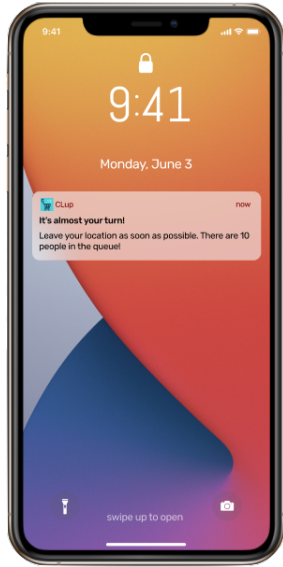 9:41
9:41
Monday, June 3
CLup now
It's almost your turn!
Leave your location as soon as possible. There are 10
people in the queue!
swipe up to open